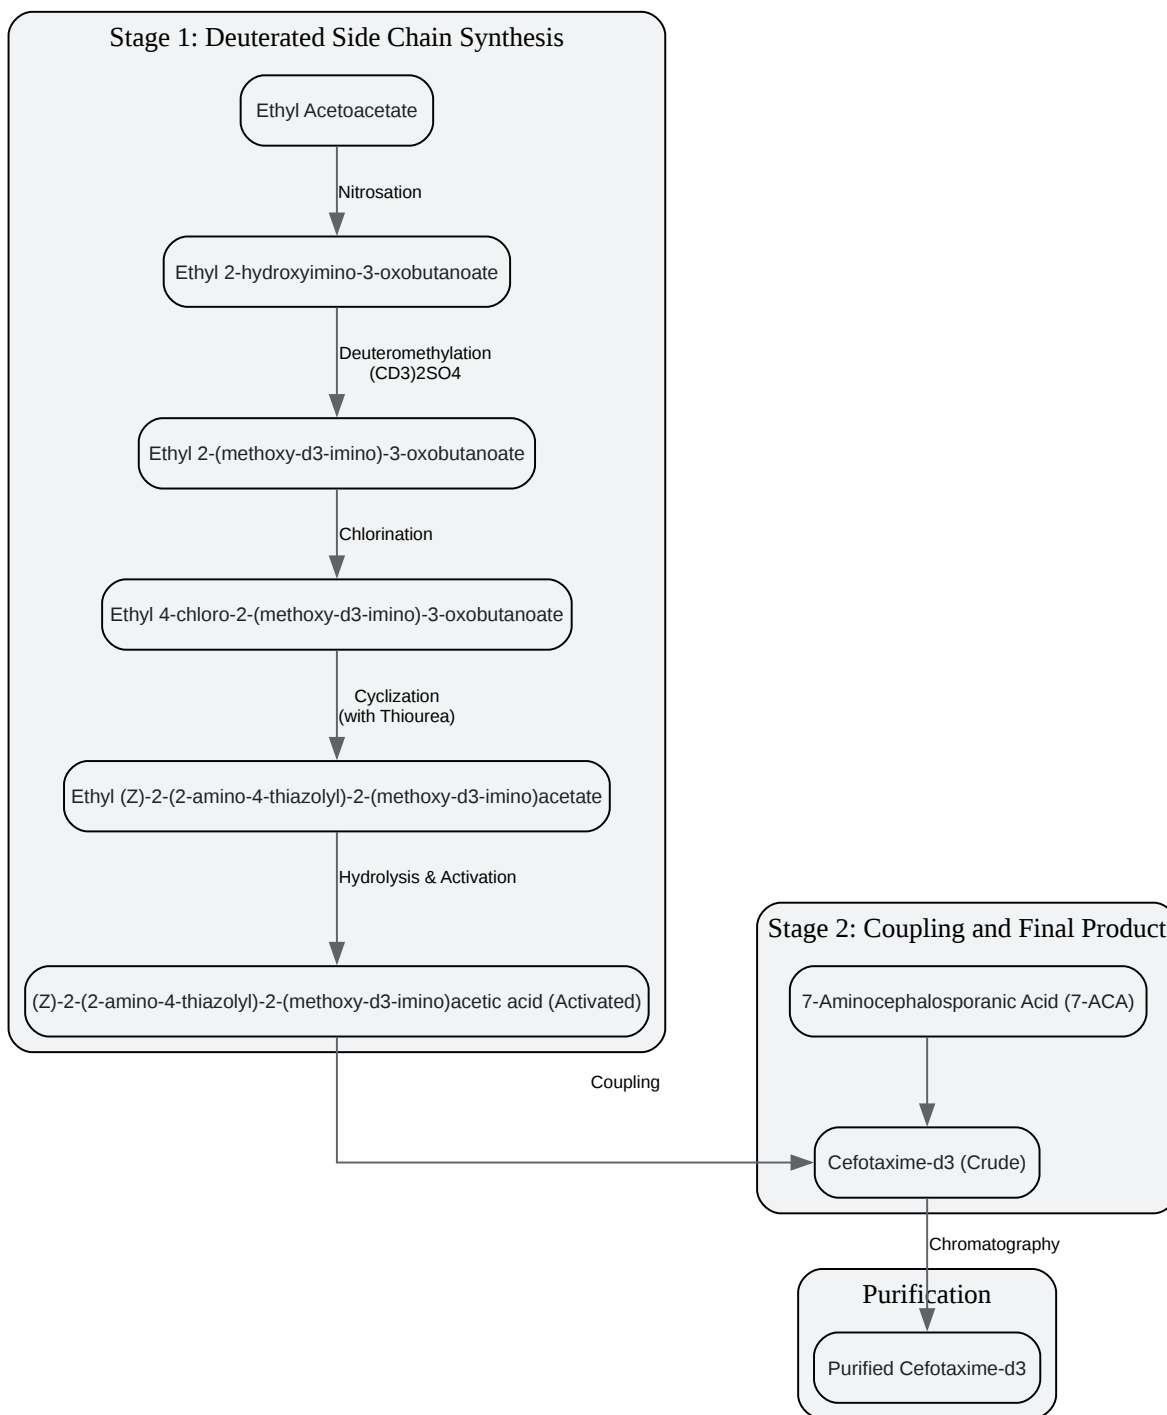 Stage 1: Deuterated Side Chain Synthesis
Ethyl Acetoacetate
Nitrosation
Ethyl 2-hydroxyimino-3-oxobutanoate
Deuteromethylation
(CD3)2SO4
Ethyl 2-(methoxy-d3-imino)-3-oxobutanoate
Chlorination
Ethyl 4-chloro-2-(methoxy-d3-imino)-3-oxobutanoate
Cyclization
(with Thiourea)
Ethyl (Z)-2-(2-amino-4-thiazolyl)-2-(methoxy-d3-imino)acetate
Hydrolysis & Activation
(Z)-2-(2-amino-4-thiazolyl)-2-(methoxy-d3-imino)acetic acid (Activated)
Coupling
Stage 2: Coupling and Final Product
7-Aminocephalosporanic Acid (7-ACA)
Cefotaxime-d3 (Crude)
Chromatography
Purification
Purified Cefotaxime-d3